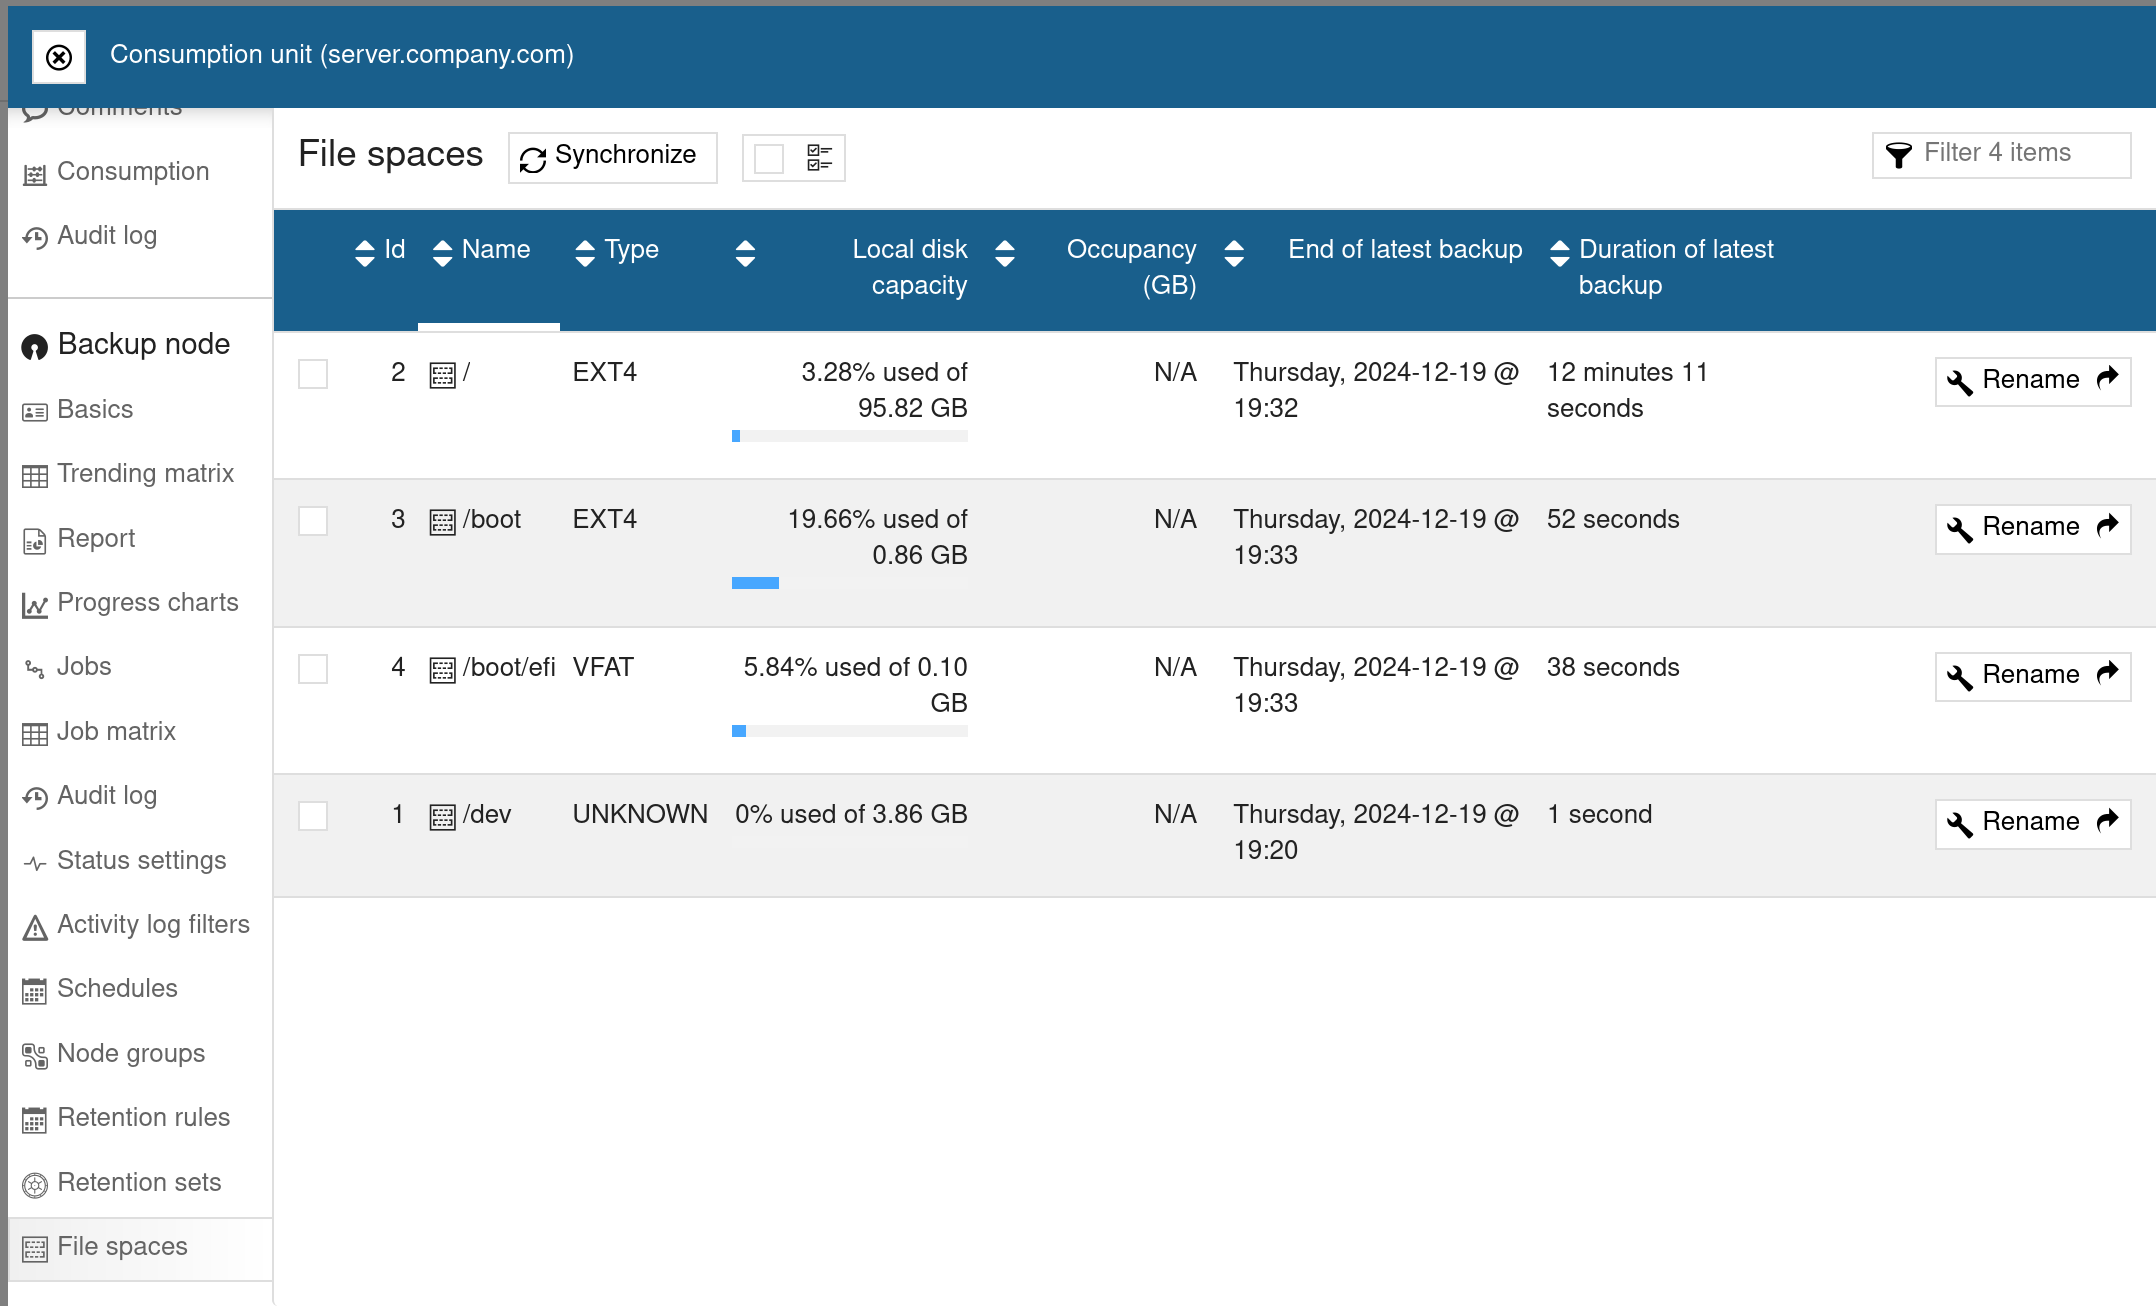 Consumption unit (server.company.com)
Comments
Consumption
Audit log
Backup node
Basics
Trending matrix
Report
Progress charts
Jobs
Job matrix
Audit log
Status settings
Activity log filters
Schedules
Node groups
Retention rules
Retention sets
File spaces
File spaces
Synchronize
Filter 4 items
Id
Name
Type
Local disk
capacity
Occupancy
(GB)
End of latest backup
Duration of latest
backup
2
/
EXT4
3.28% used of
95.82 GB
N/A
Thursday, 2024-12-19 @
19:32
12 minutes 11
seconds
Rename
3
/boot
EXT4
19.66% used of
0.86 GB
N/A
Thursday, 2024-12-19 @
19:33
52 seconds
Rename
4
/boot/efi
VFAT
5.84% used of 0.10
GB
N/A
Thursday, 2024-12-19 @
19:33
38 seconds
Rename
1
/dev
UNKNOWN
0% used of 3.86 GB
N/A
Thursday, 2024-12-19 @
19:20
1 second
Rename